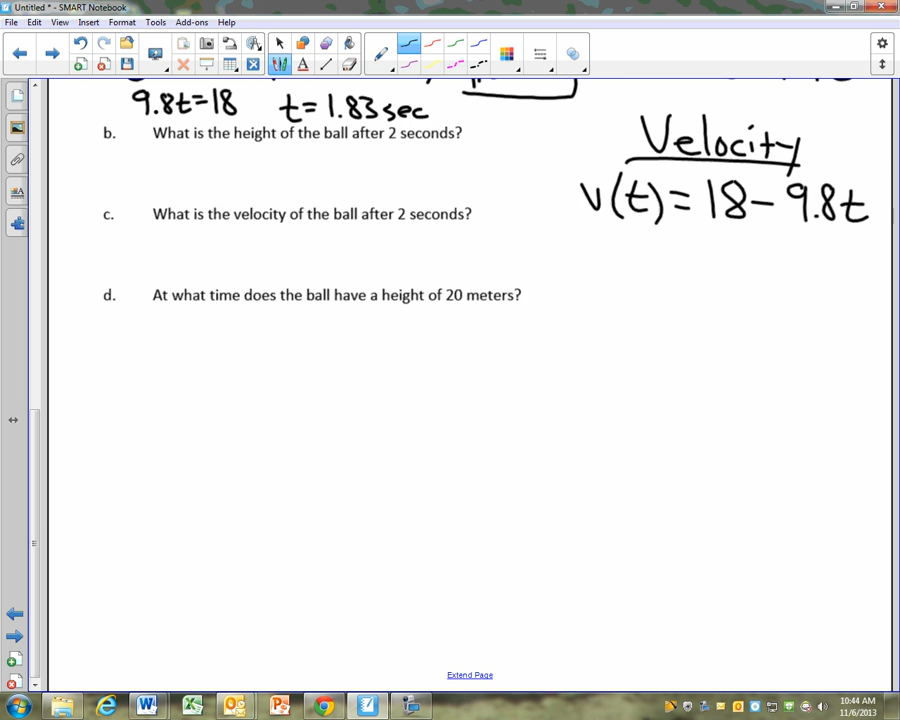 Untitled * - SMART Notebook
File Edit View Insert Format Tools Add-ons Help
9.8t=18 t=1.83sec
b. What is the height of the ball after 2 seconds?
Velocity
v(t)=18-9.8t
c. What is the velocity of the ball after 2 seconds?
d. At what time does the ball have a height of 20 meters?
Extend Page
10:44 AM
11/6/2013